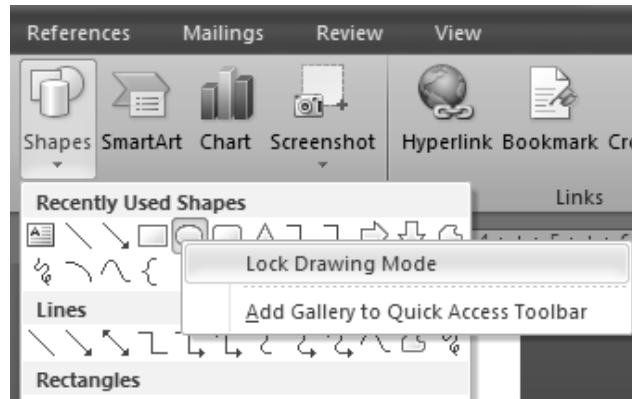 References Mailings Review View
Shapes SmartArt Chart Screenshot Hyperlink Bookmark
Links
Recently Used Shapes
Lock Drawing Mode
Add Gallery to Quick Access Toolbar
Lines
Rectangles